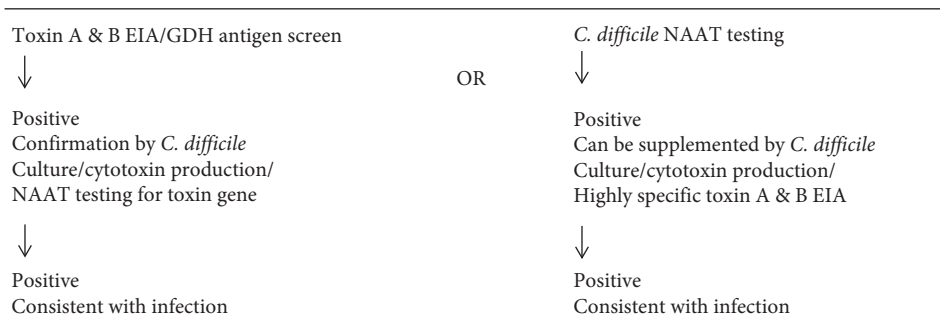 Toxin A & B EIA/GDH antigen screen
Positive
Confirmation by C. difficile
Culture/cytotoxin production/
NAAT testing for toxin gene
Positive
Consistent with infection
OR
C. difficile NAAT testing
Positive
Can be supplemented by C. difficile
Culture/cytotoxin production/
Highly specific toxin A & B EIA
Positive
Consistent with infection